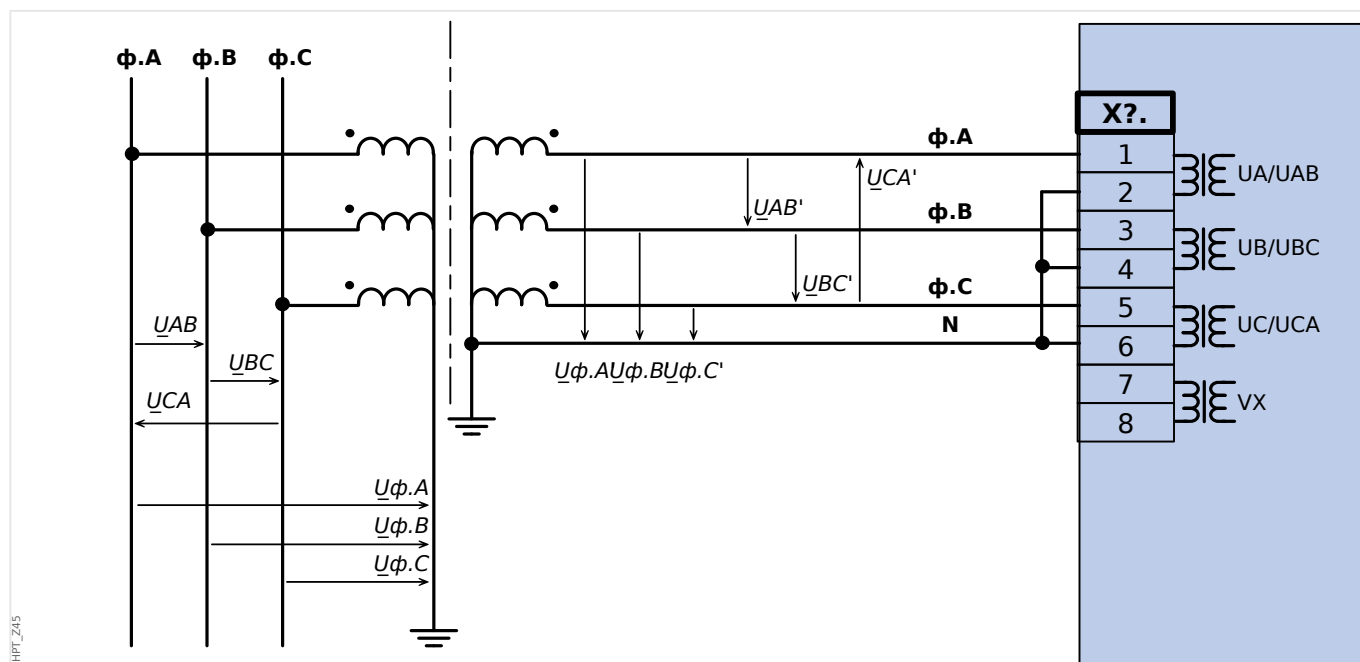 ф.A ф.B ф.C
X?.
ф.A
1
UA/UAB
UCA'
2
UAB'
ф.B
3
UB/UBC
4
UBC'
ф.C
5
UC/UCA
N
6
UAB
UBC
Uф.AUф.BUф.C'
7
VX
UCA
8
Uф.A
Uф.B
Uф.C
HPT_Z45